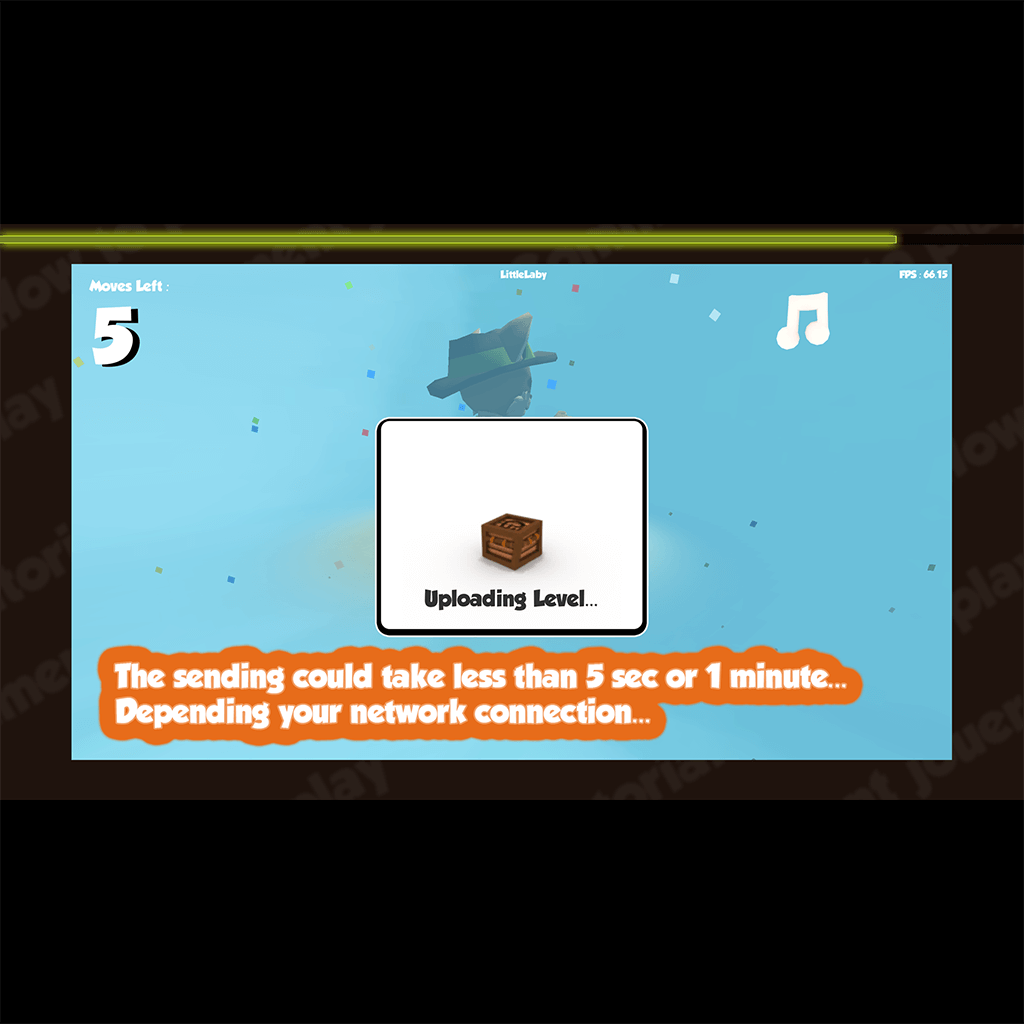 LittleLaby
FPS : 66.15
Moves Left :
5
Uploading Level...
The sending could take less than 5 sec or 1 minute...
Depending your network connection...